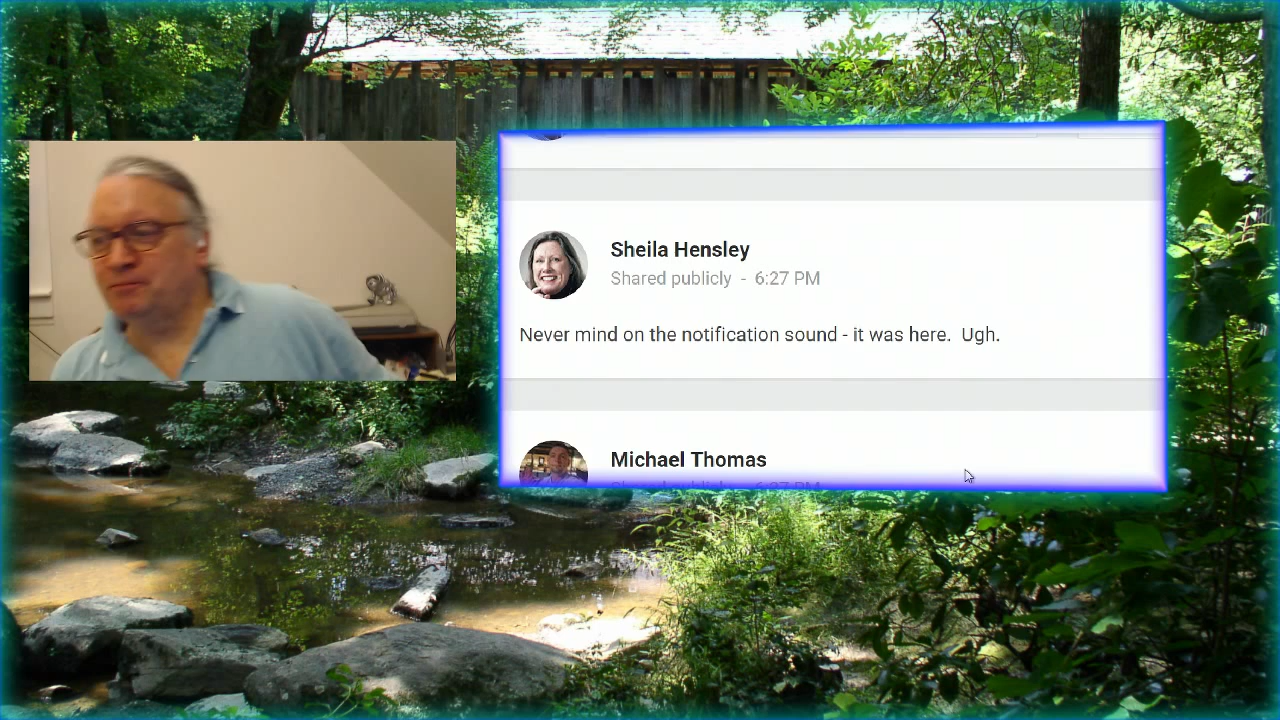 Sheila Hensley
Shared publicly - 6:27 PM
Never mind on the notification sound - it was here. Ugh.
Michael Thomas